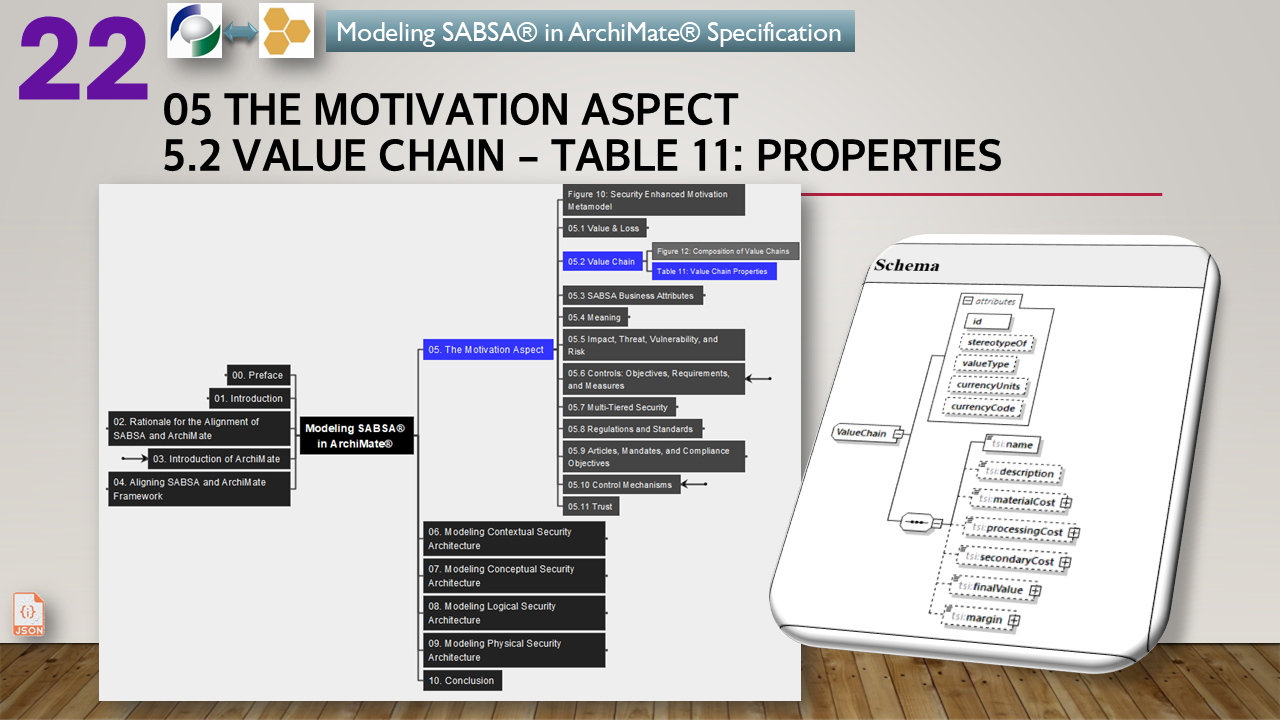 22
Modeling SABSA® in ArchiMate® Specification
05 THE MOTIVATION ASPECT
5.2 VALUE CHAIN – TABLE 11: PROPERTIES
00. Preface
01. Introduction
02. Rationale for the Alignment of
SABSA and ArchiMate
03. Introduction of ArchiMate
04. Aligning SABSA and ArchiMate
Framework
Modeling SABSA®
in ArchiMate®
05. The Motivation Aspect
Figure 10: Security Enhanced Motivation
Metamodel
05.1 Value & Loss
05.2 Value Chain
Figure 12: Composition of Value Chains
Table 11: Value Chain Properties
05.3 SABSA Business Attributes
05.4 Meaning
05.5 Impact, Threat, Vulnerability, and
Risk
05.6 Controls: Objectives, Requirements,
and Measures
05.7 Multi-Tiered Security
05.8 Regulations and Standards
05.9 Articles, Mandates, and Compliance
Objectives
05.10 Control Mechanisms
05.11 Trust
06. Modeling Contextual Security
Architecture
07. Modeling Conceptual Security
Architecture
08. Modeling Logical Security
Architecture
09. Modeling Physical Security
Architecture
10. Conclusion
Schema
attributes
id
stereotypeOf
valueType
currencyUnits
currencyCode
ValueChain
tsi:name
tsi:description
tsi:materialCost
tsi:processingCost
tsi:secondaryCost
tsi:finalValue
tsi:margin
{i}
JSON